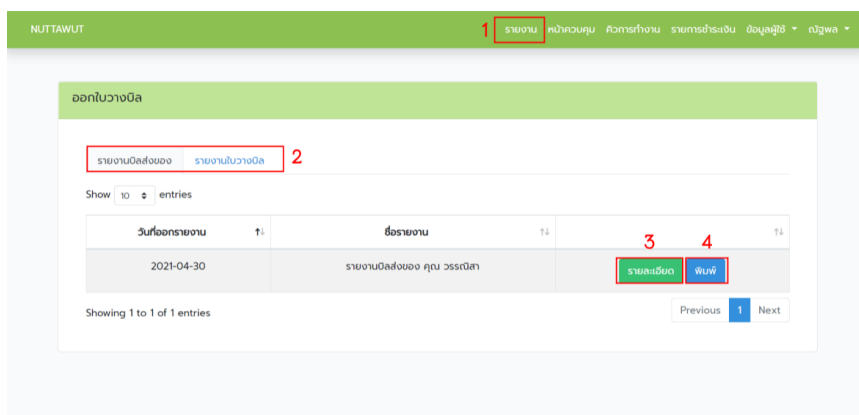 NUTTAWUT 1 รายงาน หน้าควบคุม คิวการทำงาน รายการชำระเงิน ข้อมูลผู้ใช้ ณัฐพล
ออกใบวางบิล
รายงานบิลส่งของ รายงานใบวางบิล 2
Show 10 entries
วันที่ออกรายงาน ชื่อรายงาน
3 4
2021-04-30 รายงานบิลส่งของ คุณ วรรณิสา รายละเอียด พิมพ์
Showing 1 to 1 of 1 entries Previous 1 Next